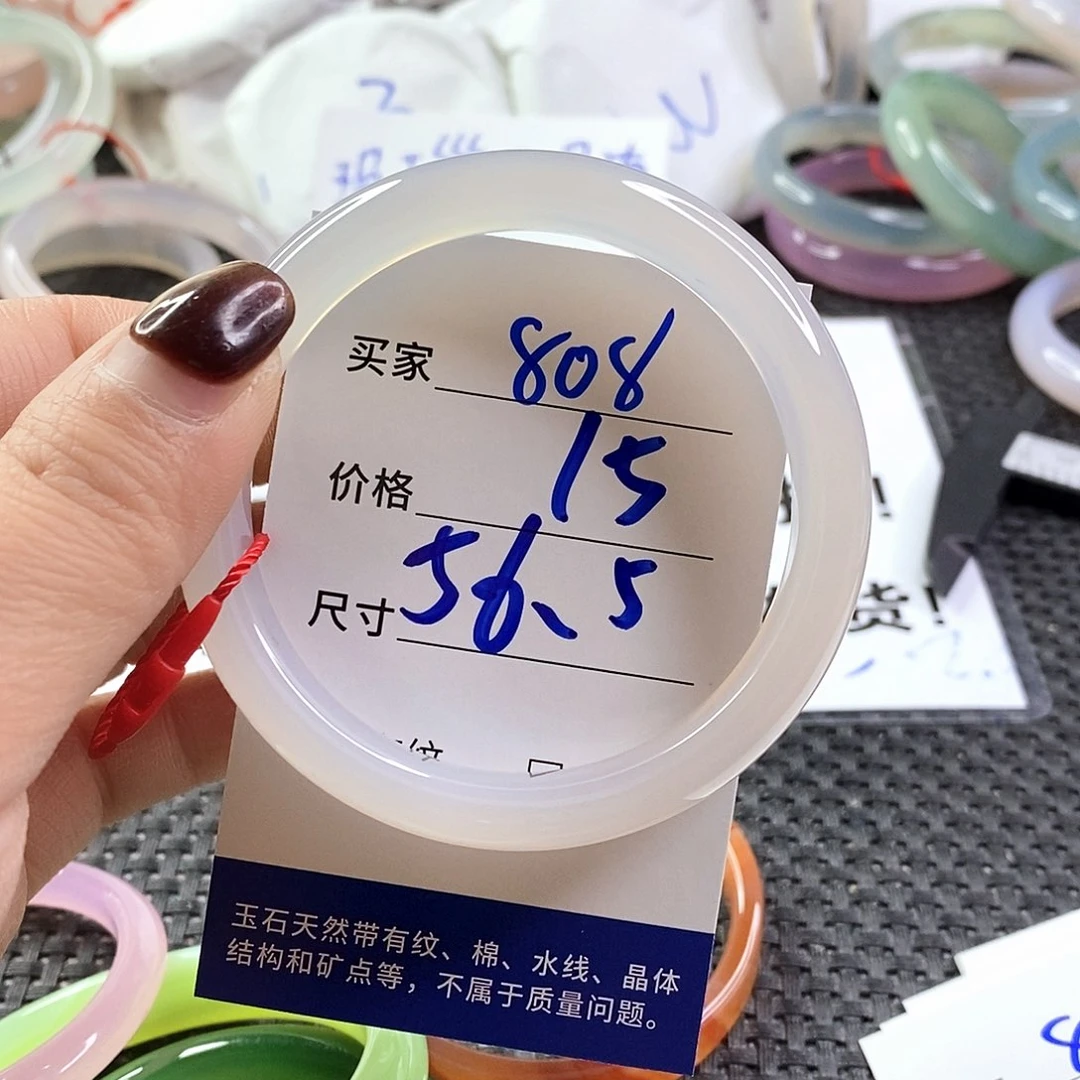 买家 808
价格 15
尺寸 56.5
货!
玉石天然带有纹、棉、水线、晶体
结构和矿点等，不属于质量问题。